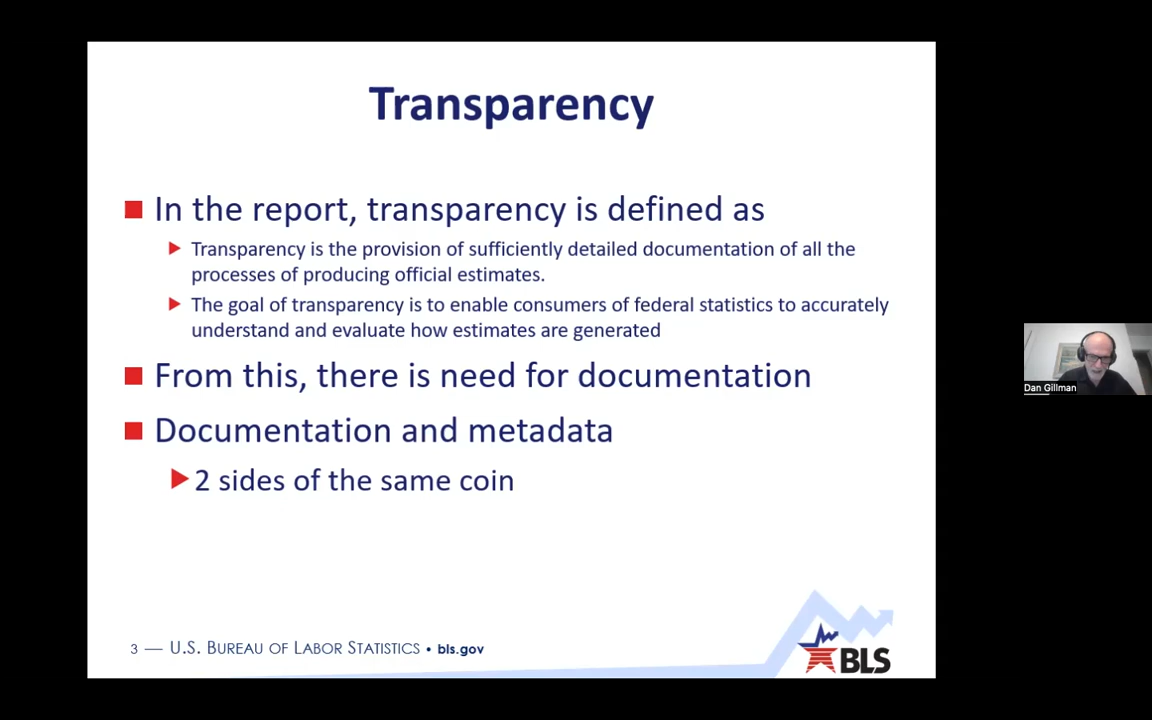 Transparency
In the report, transparency is defined as
Transparency is the provision of sufficiently detailed documentation of all the
processes of producing official estimates.
The goal of transparency is to enable consumers of federal statistics to accurately
understand and evaluate how estimates are generated
From this, there is need for documentation
Documentation and metadata
2 sides of the same coin
3 — U.S. BUREAU OF LABOR STATISTICS • bls.gov
BLS
Dan Gillman